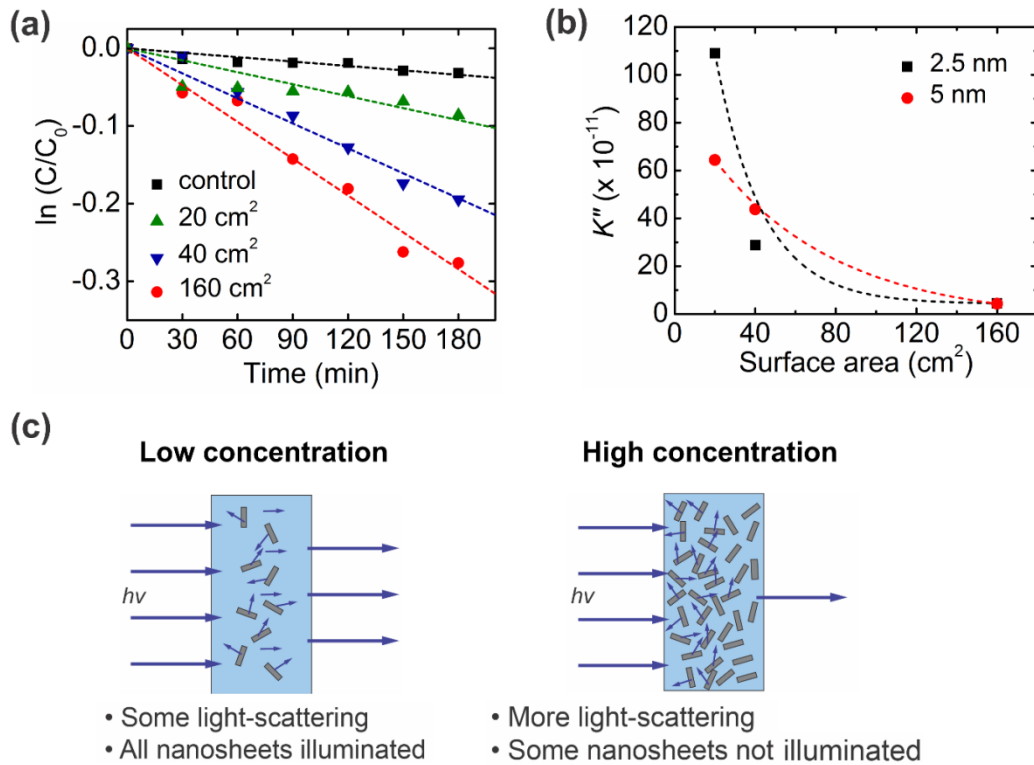 (a)
0.0
-0.1
-0.2
-0.3
ln (C/C₀)
control
20 cm²
40 cm²
160 cm²
0 30 60 90 120 150 180
Time (min)
(b)
120
110
100
80
60
40
20
0
K″ (x 10⁻¹¹)
2.5 nm
5 nm
0 40 80 120 160
Surface area (cm²)
(c)
Low concentration
hv
• Some light-scattering
• All nanosheets illuminated
High concentration
hv
• More light-scattering
• Some nanosheets not illuminated